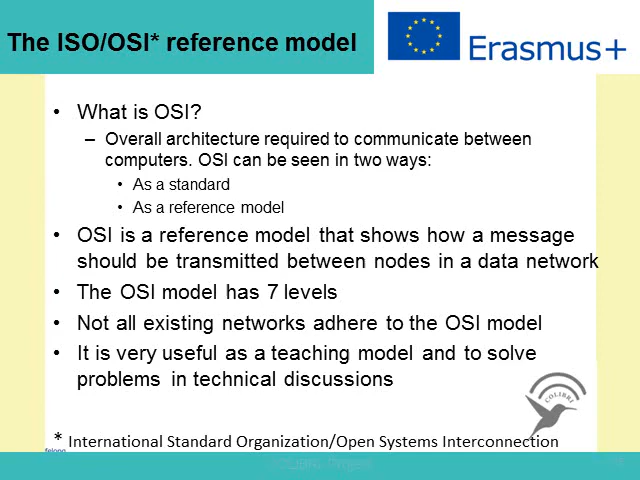 The ISO/OSI* reference model
Erasmus+
• What is OSI?
– Overall architecture required to communicate between
computers. OSI can be seen in two ways:
• As a standard
• As a reference model
• OSI is a reference model that shows how a message
should be transmitted between nodes in a data network
• The OSI model has 7 levels
• Not all existing networks adhere to the OSI model
• It is very useful as a teaching model and to solve
problems in technical discussions
COLIBRI
* International Standard Organization/Open Systems Interconnection
felong
COLIBRI Project